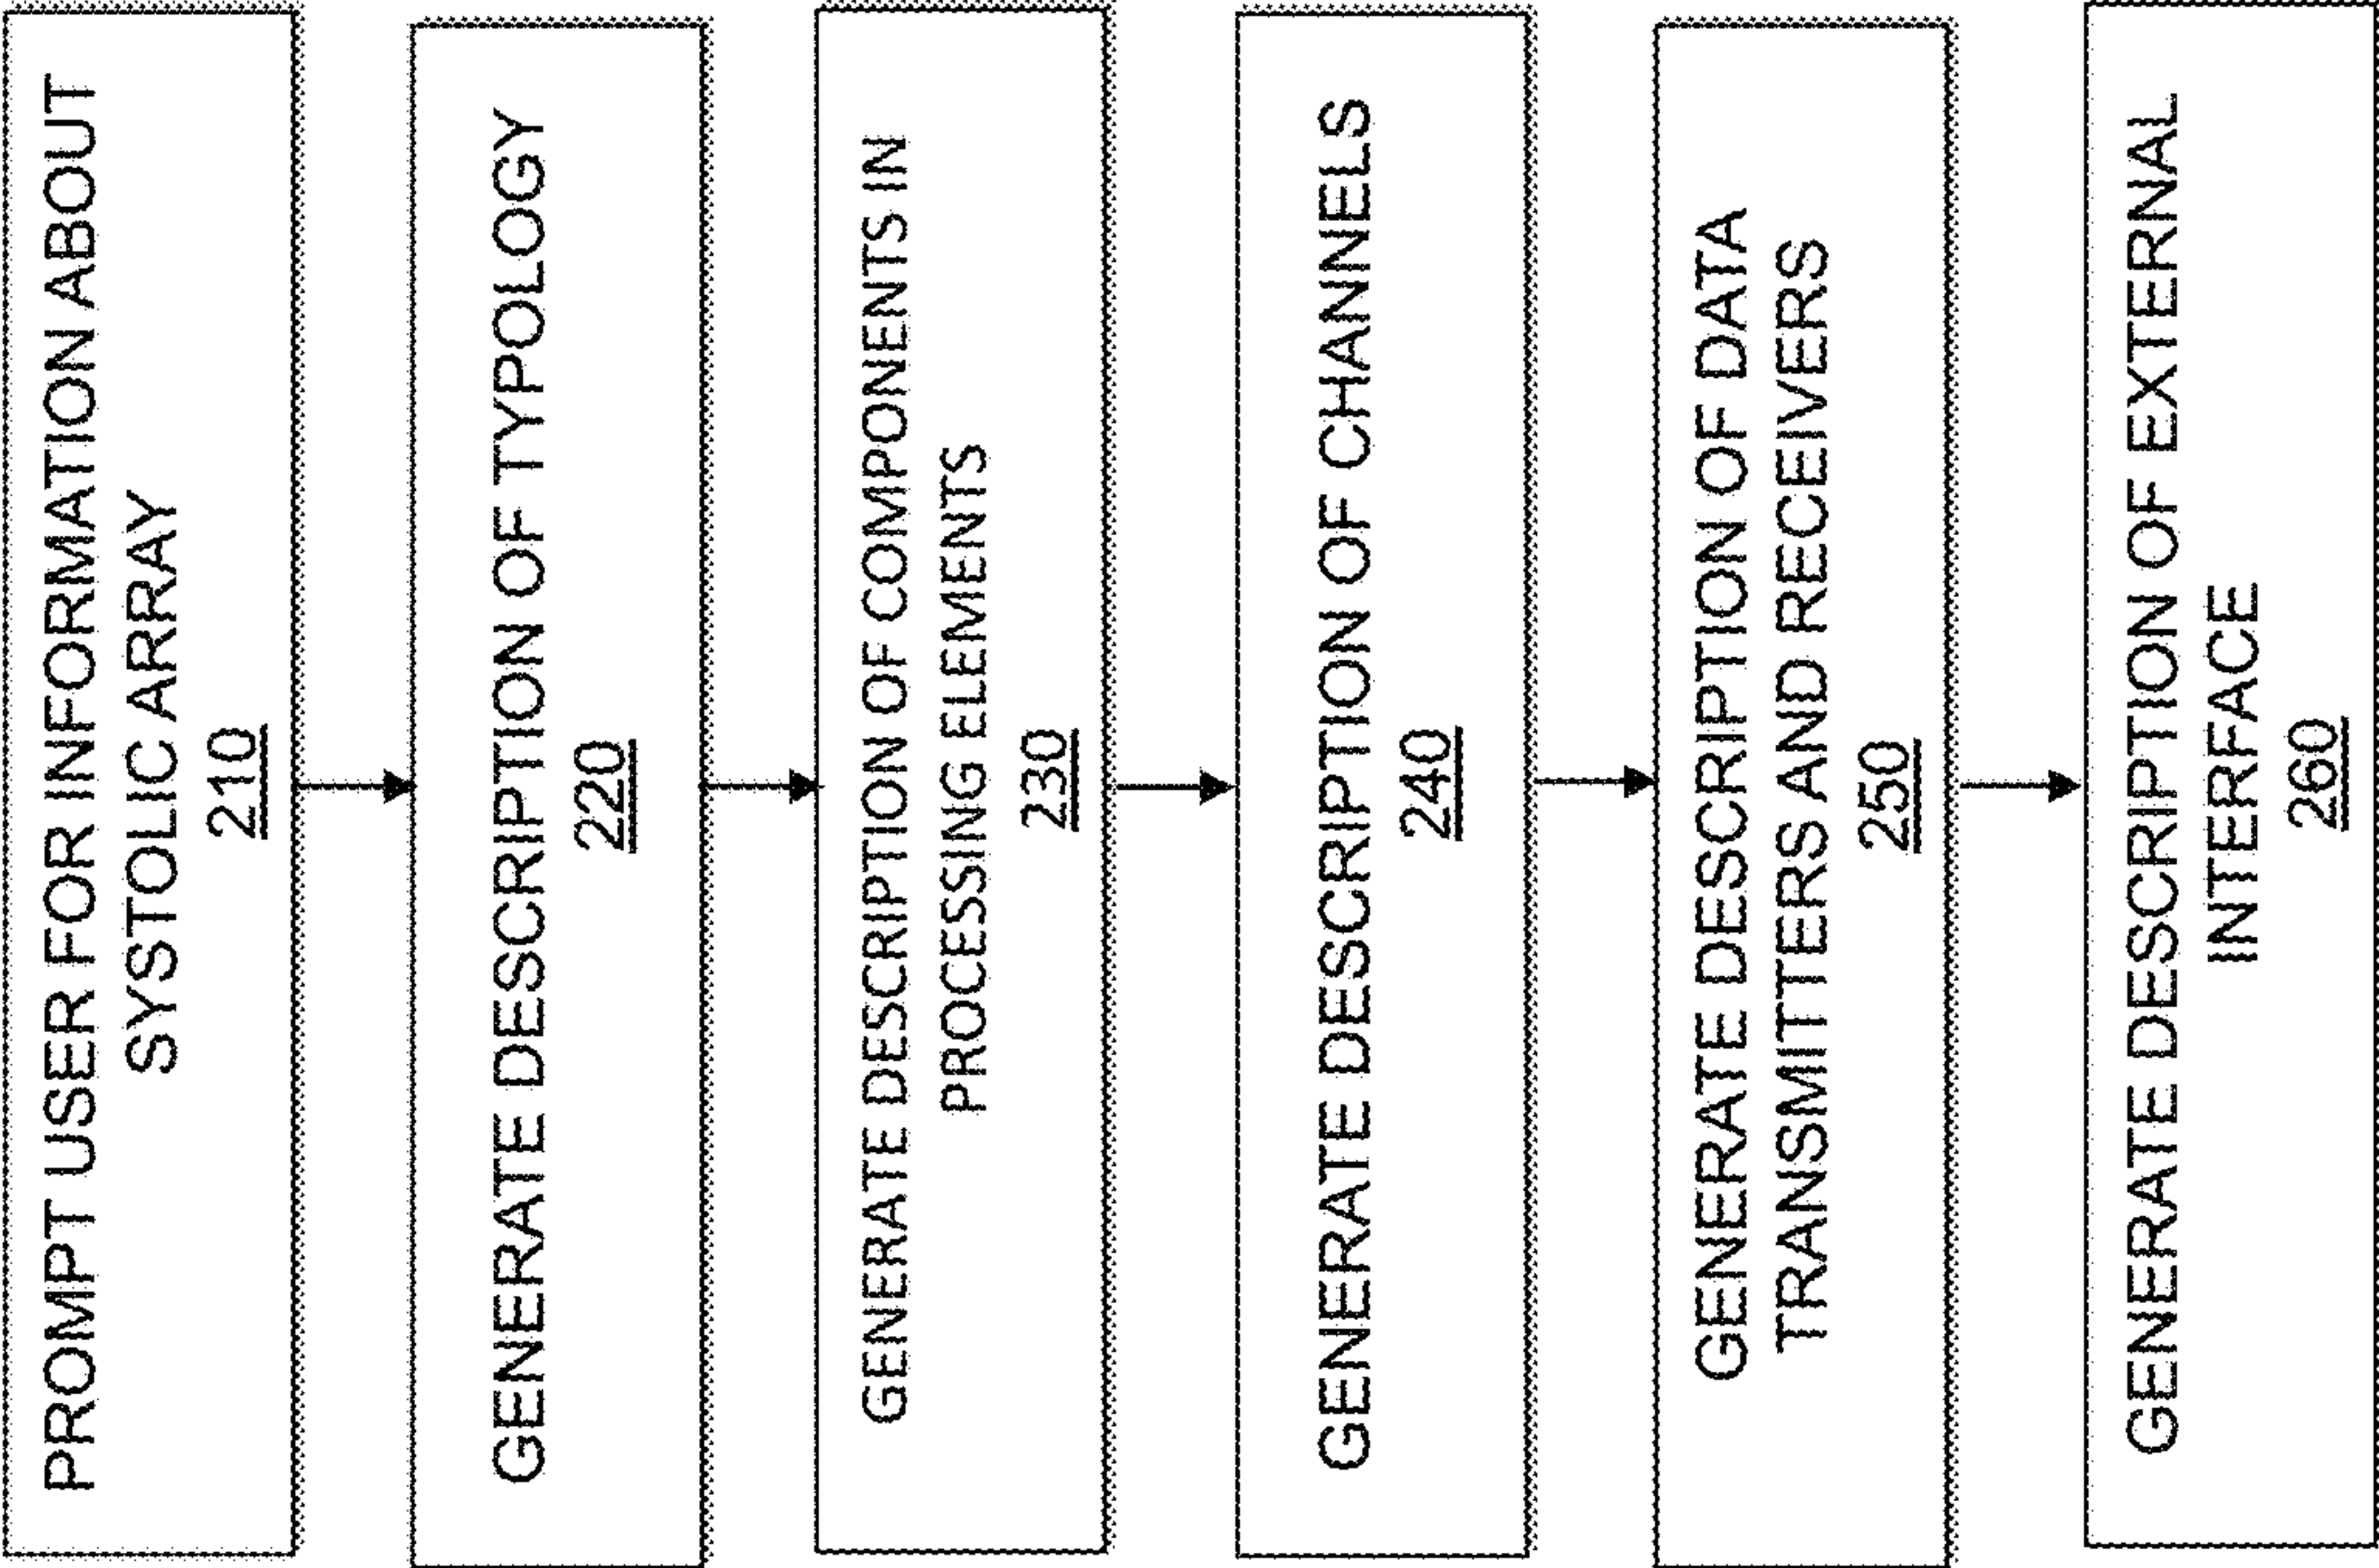 PROMPT USER FOR INFORMATION ABOUT
SYSTOLIC ARRAY
210
GENERATE DESCRIPTION OF TYPOLOGY
220
GENERATE DESCRIPTION OF COMPONENTS IN
PROCESSING ELEMENTS
230
GENERATE DESCRIPTION OF CHANNELS
240
GENERATE DESCRIPTION OF DATA
TRANSMITTERS AND RECEIVERS
250
GENERATE DESCRIPTION OF EXTERNAL
INTERFACE
260